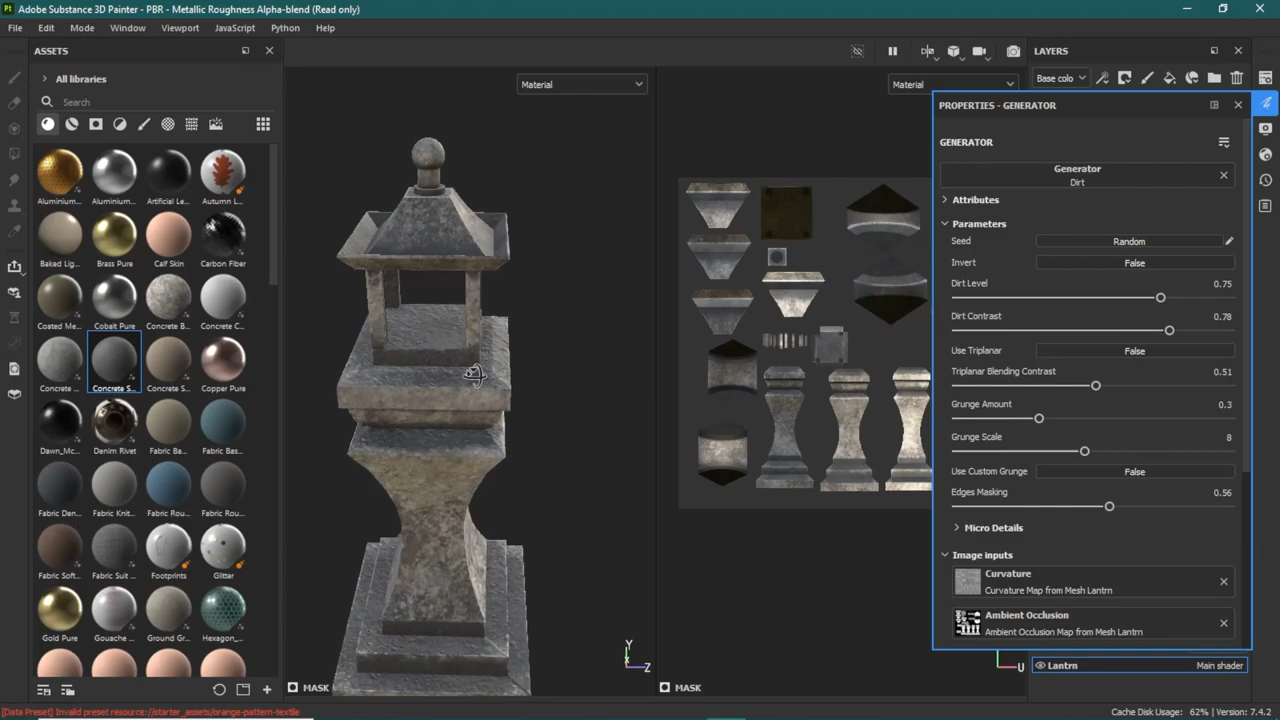 Pt Adobe Substance 3D Painter - PBR - Metallic Roughness Alpha-blend (Read only)
File Edit Mode Window Viewport JavaScript Python Help
ASSETS
All libraries
Search
Aluminium... Aluminium... Artificial Le... Autumn L...
Baked Lig... Brass Pure Calf Skin Carbon Fiber
Coated Me... Cobalt Pure Concrete B... Concrete C...
Concrete ... Concrete S... Concrete S... Copper Pure
Dawn_Mc... Denim Rivet Fabric Ba... Fabric Bas...
Fabric Den... Fabric Knit... Fabric Rou... Fabric Rou...
Fabric Soft... Fabric Suit ... Footprints Glitter
Gold Pure Gouache ... Ground Gr... Hexagon_...
Material
Y
Z
MASK
Material
U
MASK
LAYERS
Base colo
PROPERTIES - GENERATOR
GENERATOR
Generator
Dirt
Attributes
Parameters
Seed Random
Invert False
Dirt Level 0.75
Dirt Contrast 0.78
Use Triplanar False
Triplanar Blending Contrast 0.51
Grunge Amount 0.3
Grunge Scale 8
Use Custom Grunge False
Edges Masking 0.56
Micro Details
Image inputs
Curvature
Curvature Map from Mesh Lantrn
Ambient Occlusion
Ambient Occlusion Map from Mesh Lantrn
Lantrn Main shader
[Data Preset] Invalid preset resource://starter_assets/orange-pattern-textile
Cache Disk Usage: 62% | Version: 7.4.2